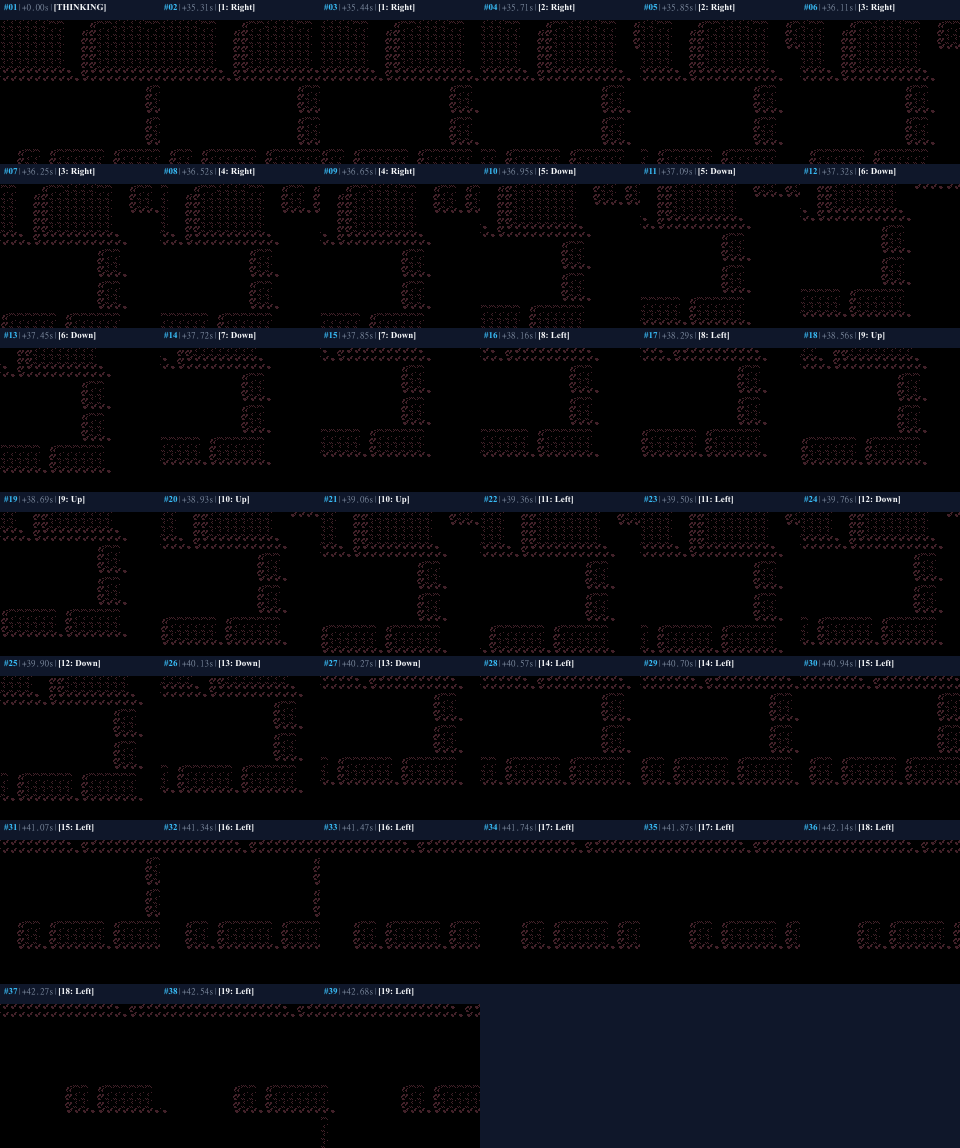 #01 | +0.00s | [THINKING] #02 | +35.31s | [1: Right] #03 | +35.44s | [1: Right] #04 | +35.71s | [2: Right] #05 | +35.85s | [2: Right] #06 | +36.11s | [3: Right]
#07 | +36.25s | [3: Right] #08 | +36.52s | [4: Right] #09 | +36.65s | [4: Right] #10 | +36.95s | [5: Down] #11 | +37.09s | [5: Down] #12 | +37.32s | [6: Down]
#13 | +37.45s | [6: Down] #14 | +37.72s | [7: Down] #15 | +37.85s | [7: Down] #16 | +38.16s | [8: Left] #17 | +38.29s | [8: Left] #18 | +38.56s | [9: Up]
#19 | +38.69s | [9: Up] #20 | +38.93s | [10: Up] #21 | +39.06s | [10: Up] #22 | +39.36s | [11: Left] #23 | +39.50s | [11: Left] #24 | +39.76s | [12: Down]
#25 | +39.90s | [12: Down] #26 | +40.13s | [13: Down] #27 | +40.27s | [13: Down] #28 | +40.57s | [14: Left] #29 | +40.70s | [14: Left] #30 | +40.94s | [15: Left]
#31 | +41.07s | [15: Left] #32 | +41.34s | [16: Left] #33 | +41.47s | [16: Left] #34 | +41.74s | [17: Left] #35 | +41.87s | [17: Left] #36 | +42.14s | [18: Left]
#37 | +42.27s | [18: Left] #38 | +42.54s | [19: Left] #39 | +42.68s | [19: Left]